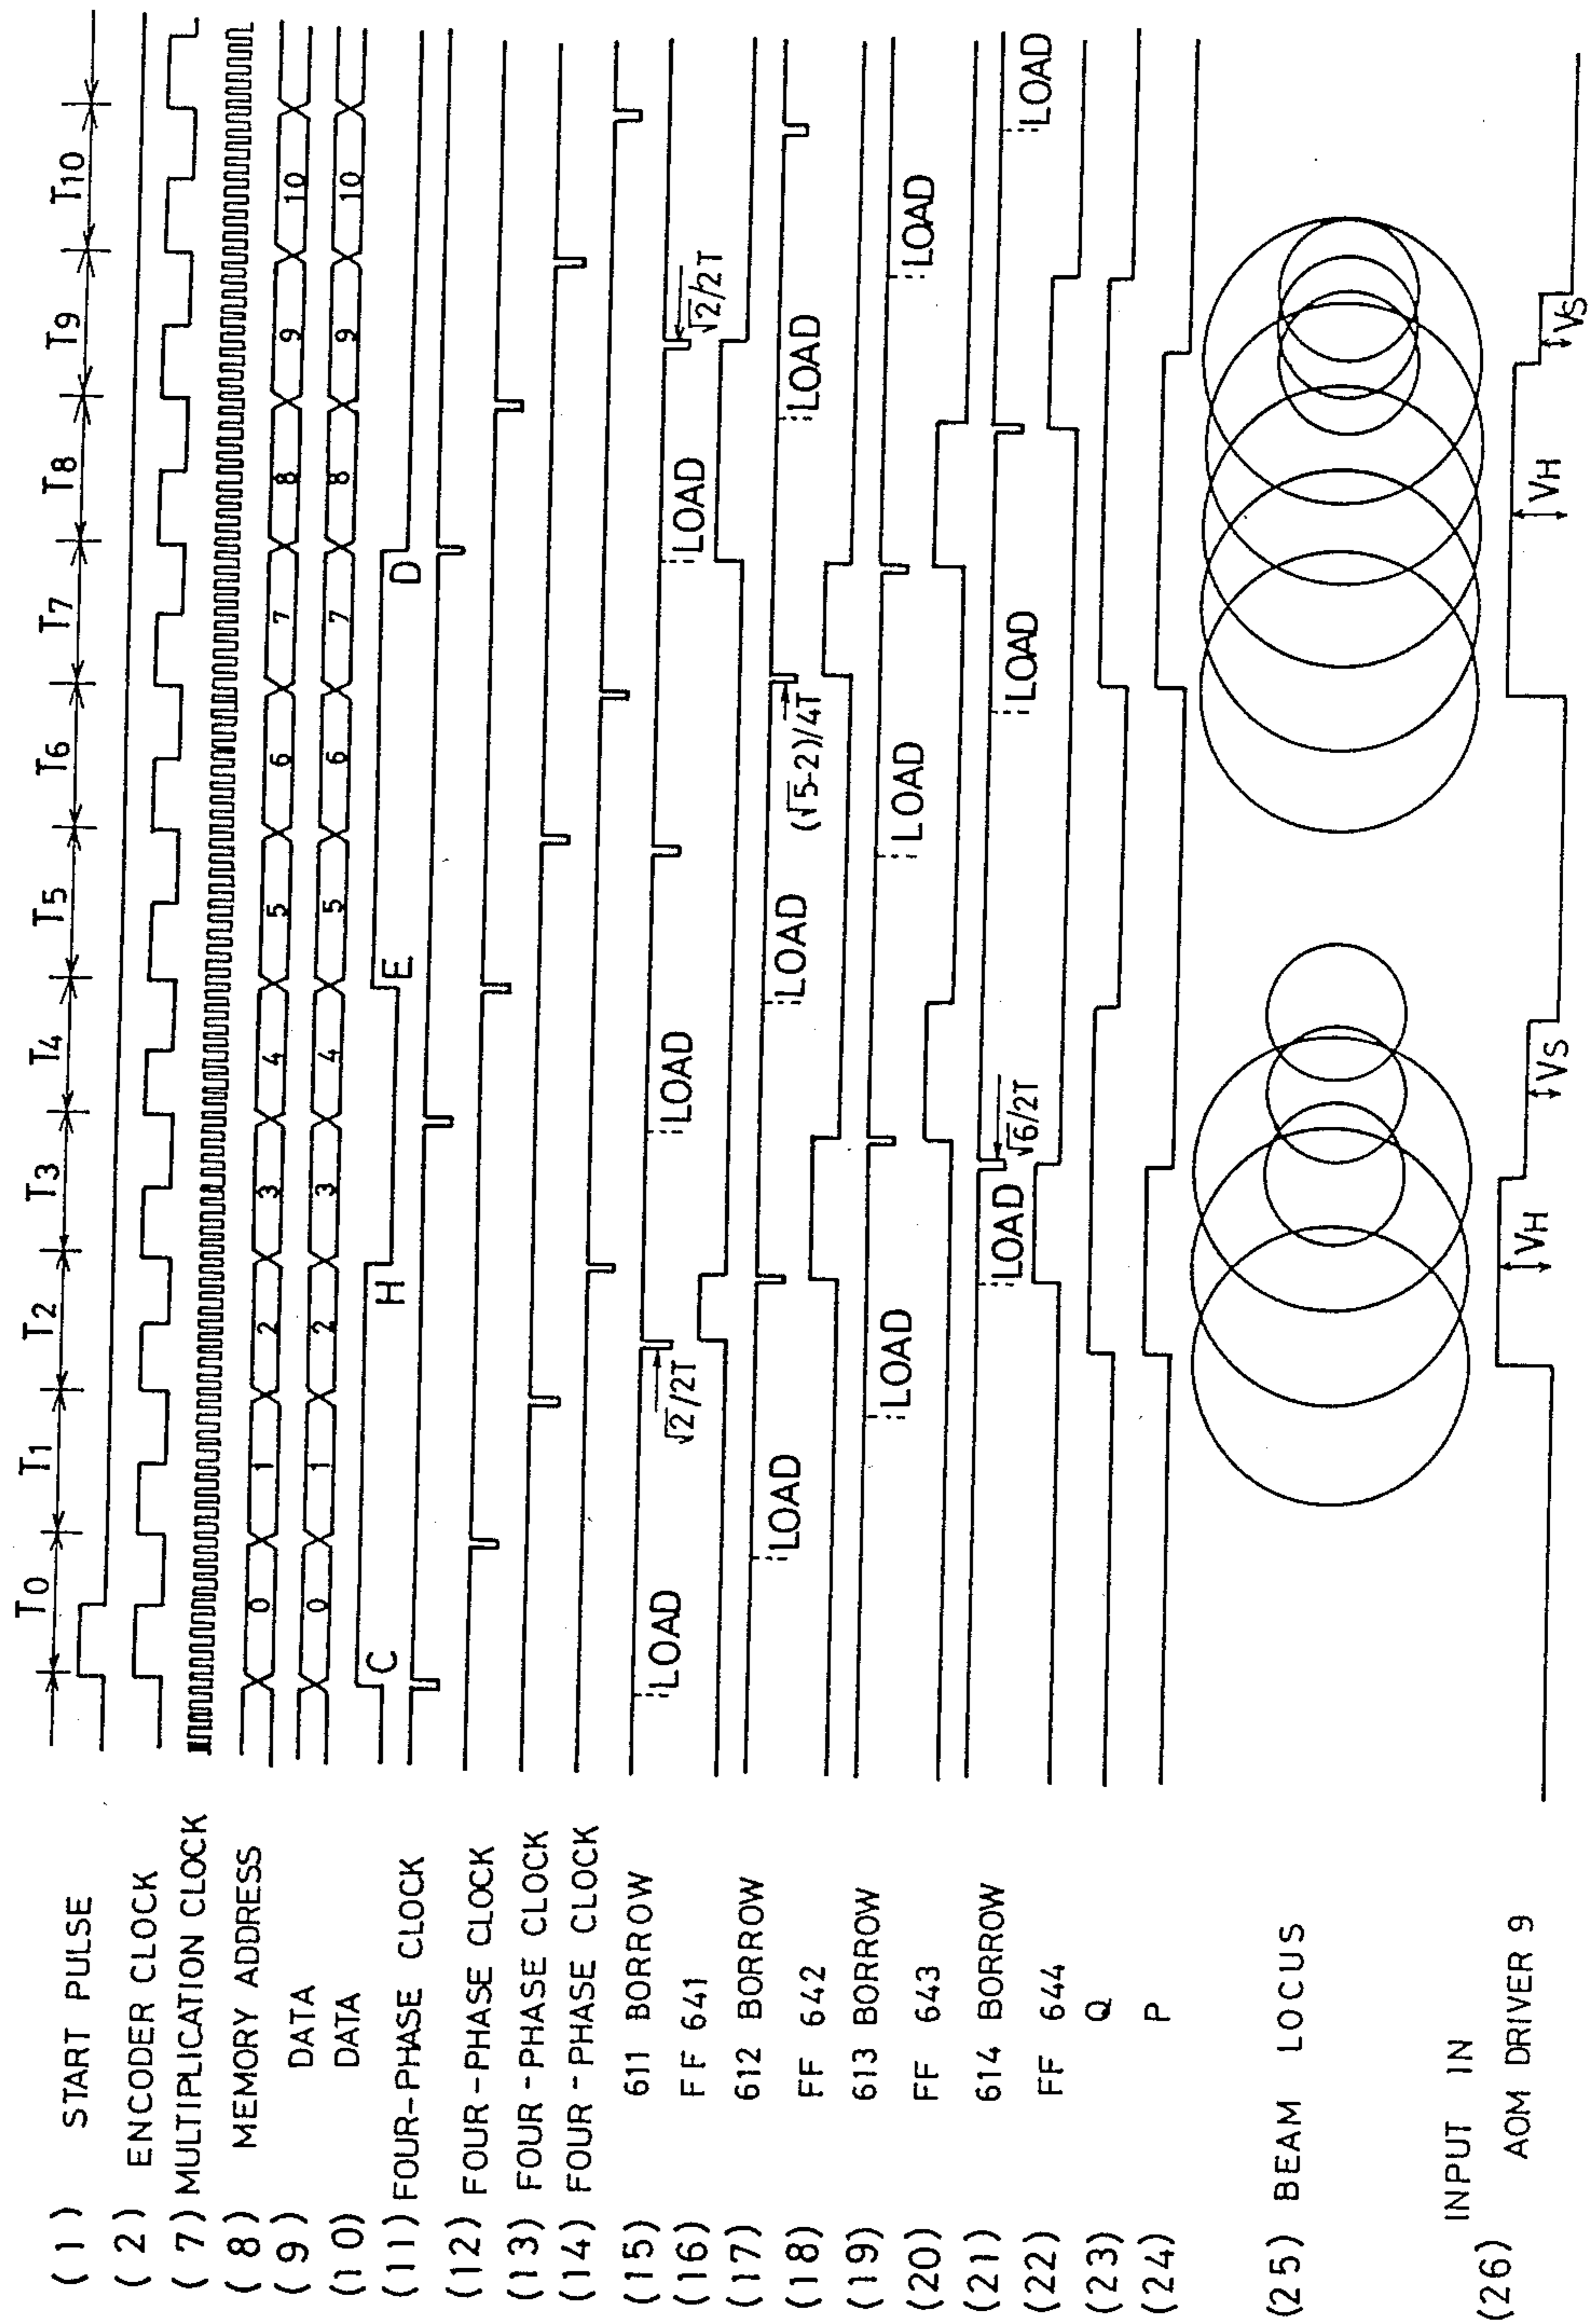 T0 T1 T2 T3 T4 T5 T6 T7 T8 T9 T10
(1) START PULSE
(2) ENCODER CLOCK
(7) MULTIPLICATION CLOCK
(8) MEMORY ADDRESS
0 1 2 3 4 5 6 7 8 9 10
(9) DATA
0 1 2 3 4 5 6 7 8 9 10
(10) DATA
C H E D
(11) FOUR-PHASE CLOCK
(12) FOUR-PHASE CLOCK
(13) FOUR-PHASE CLOCK
(14) FOUR-PHASE CLOCK
(15) 611 BORROW
LOAD √2/2T LOAD LOAD √2/2T
(16) FF 641
(17) 612 BORROW
LOAD LOAD (√5-2)/4T LOAD
(18) FF 642
(19) 613 BORROW
LOAD LOAD LOAD
(20) FF 643
(21) 614 BORROW
LOAD √6/2T LOAD LOAD
(22) FF 644
(23) Q
(24) P
(25) BEAM LOCUS
(26) INPUT IN
AOM DRIVER 9
VH VS VH VS